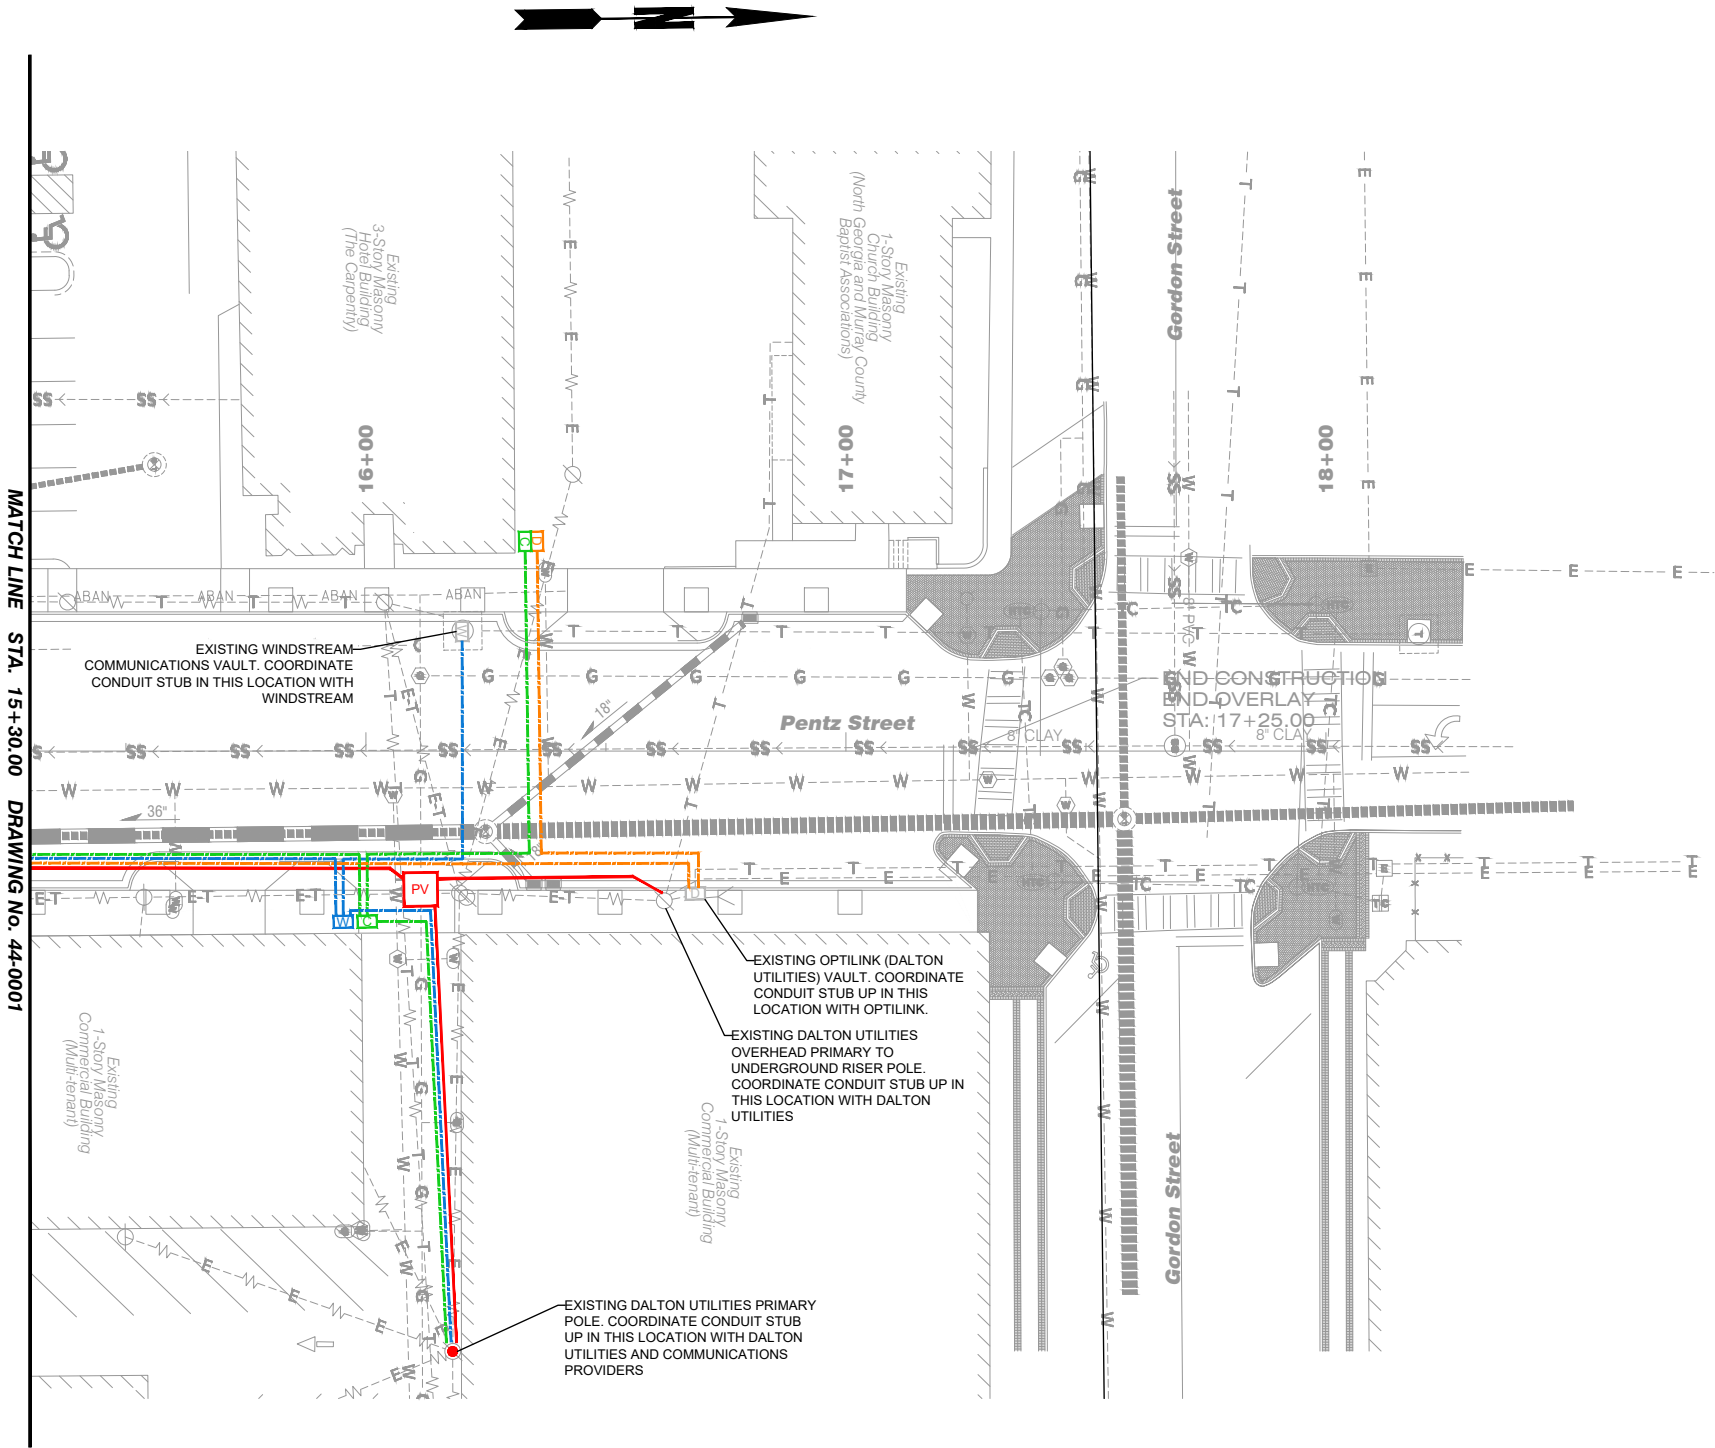 N
MATCH LINE STA. 15+30.00 DRAWING No. 44-0001
Existing
3-Story Masonry
Hotel Building
(The Carpentry)
Existing
1-Story Masonry
Church Building
(North Georgia and Murray County
Baptist Associations)
Gordon Street
16+00
17+00
18+00
C
D
ABAN
ABAN
ABAN
ABAN
EXISTING WINDSTREAM
COMMUNICATIONS VAULT. COORDINATE
CONDUIT STUB IN THIS LOCATION WITH
WINDSTREAM
18"
Pentz Street
8" PVC
END CONSTRUCTION
END OVERLAY
STA: 17+25.00
8" CLAY
8" CLAY
36"
PV
W
C
D
EXISTING OPTILINK (DALTON
UTILITIES) VAULT. COORDINATE
CONDUIT STUB UP IN THIS
LOCATION WITH OPTILINK.
EXISTING DALTON UTILITIES
OVERHEAD PRIMARY TO
UNDERGROUND RISER POLE.
COORDINATE CONDUIT STUB UP IN
THIS LOCATION WITH DALTON
UTILITIES
Existing
1-Story Masonry
Commercial Building
(Multi-tenant)
Existing
1-Story Masonry
Commercial Building
(Multi-tenant)
Gordon Street
EXISTING DALTON UTILITIES PRIMARY
POLE. COORDINATE CONDUIT STUB
UP IN THIS LOCATION WITH DALTON
UTILITIES AND COMMUNICATIONS
PROVIDERS